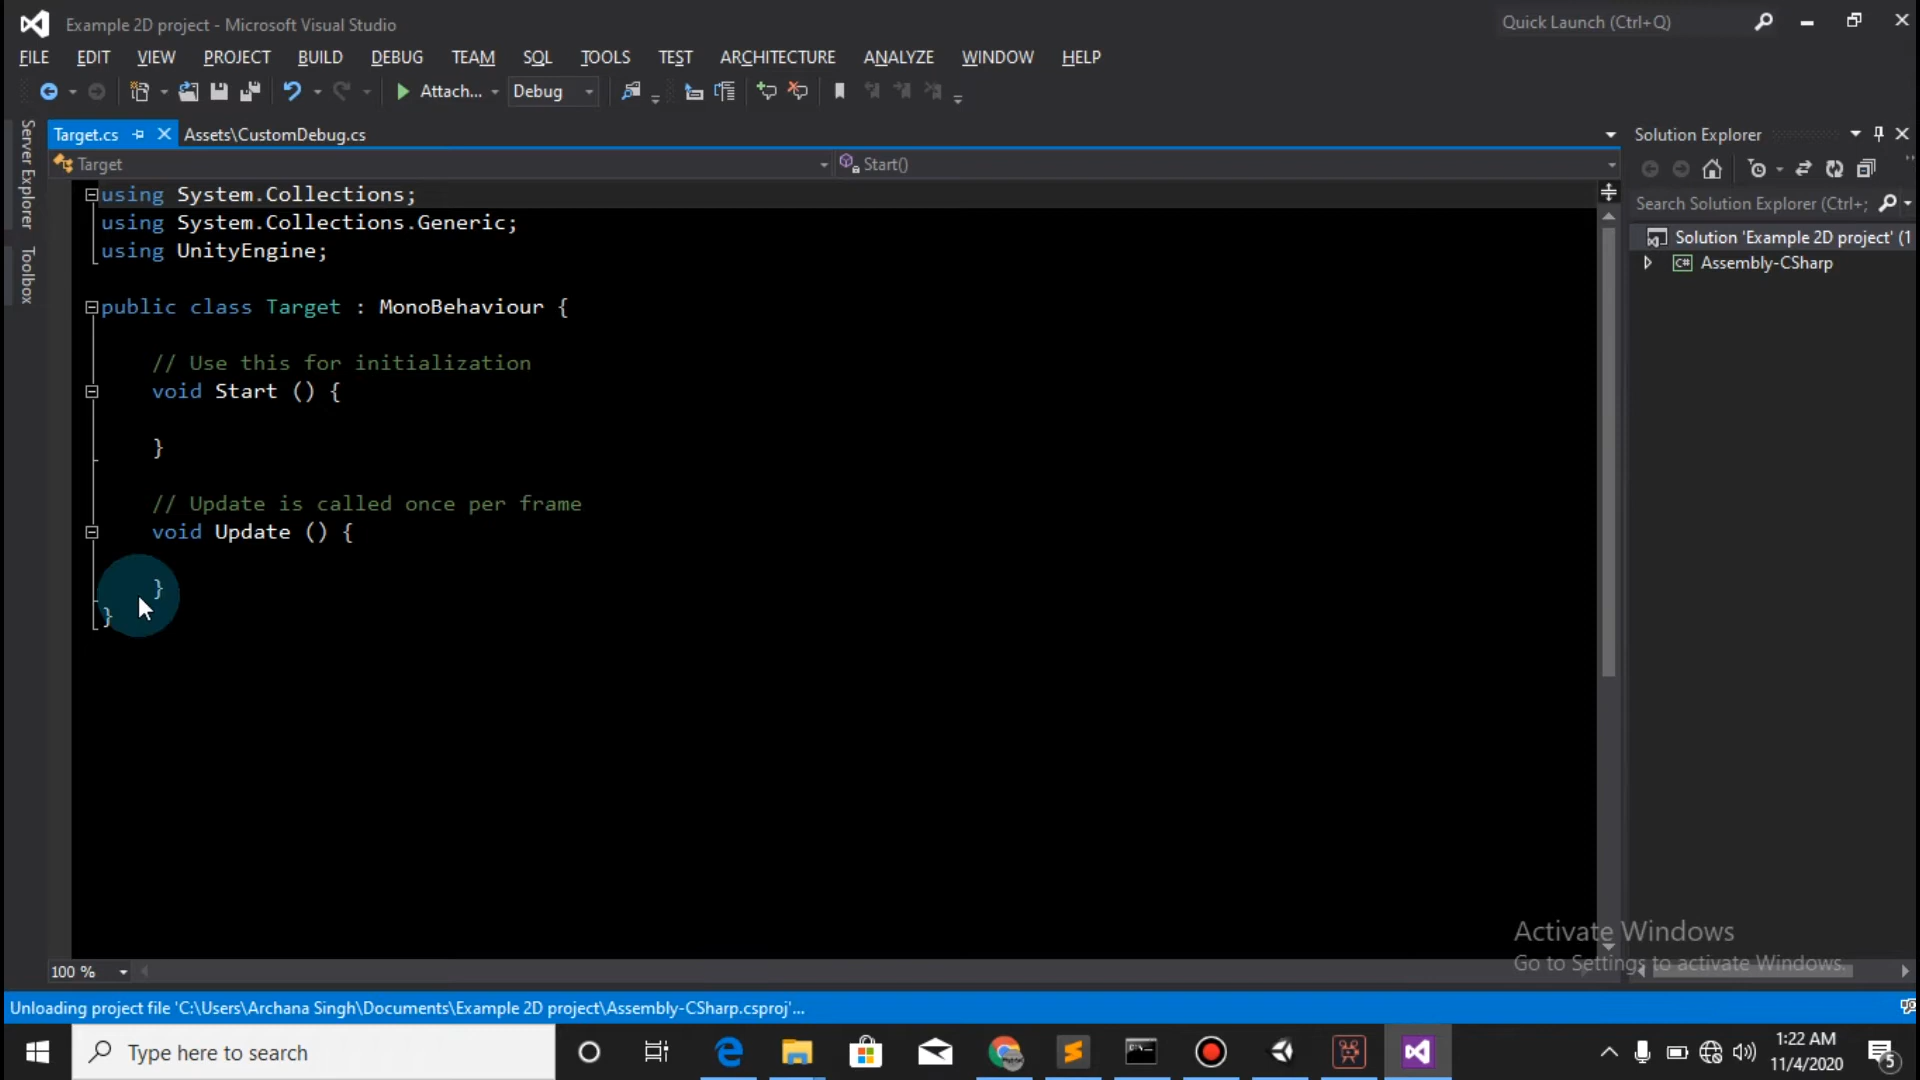 Example 2D project - Microsoft Visual Studio
Quick Launch (Ctrl+Q)
FILE EDIT VIEW PROJECT BUILD DEBUG TEAM SQL TOOLS TEST ARCHITECTURE ANALYZE WINDOW HELP
Attach... Debug
Server Explorer
Toolbox
Target.cs Assets\CustomDebug.cs
Target Start()
using System.Collections;
using System.Collections.Generic;
using UnityEngine;
public class Target : MonoBehaviour {
// Use this for initialization
void Start () {
}
// Update is called once per frame
void Update () {
}
}
100 %
Solution Explorer
Search Solution Explorer (Ctrl+;
Solution 'Example 2D project' (1
C# Assembly-CSharp
Activate Windows
Go to Settings to activate Windows.
Unloading project file 'C:\Users\Archana Singh\Documents\Example 2D project\Assembly-CSharp.csproj'...
Type here to search
1:22 AM
11/4/2020
5